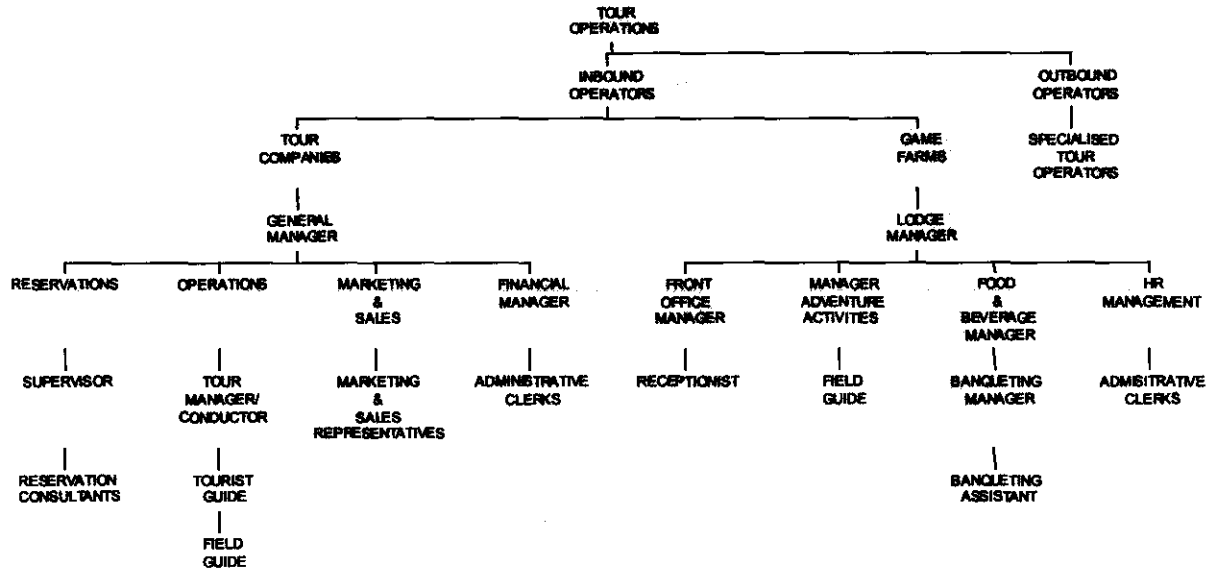 TOUR
OPERATIONS
INBOUND
OPERATORS
OUTBOUND
OPERATORS
TOUR
COMPANIES
GAME
FARMS
SPECIALISED
TOUR
OPERATORS
GENERAL
MANAGER
LODGE
MANAGER
RESERVATIONS
OPERATIONS
MARKETING
&
SALES
FINANCIAL
MANAGER
FRONT
OFFICE
MANAGER
MANAGER
ADVENTURE
ACTIVITIES
FOOD
&
BEVERAGE
MANAGER
HR
MANAGEMENT
SUPERVISOR
TOUR
MANAGER/
CONDUCTOR
MARKETING
&
SALES
REPRESENTATIVES
ADMINISTRATIVE
CLERKS
RECEPTIONIST
FIELD
GUIDE
BANQUETING
MANAGER
ADMISITRATIVE
CLERKS
RESERVATION
CONSULTANTS
TOURIST
GUIDE
BANQUETING
ASSISTANT
FIELD
GUIDE